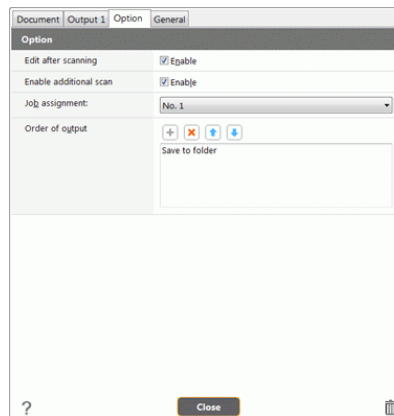 Document Output 1 Option General
Option
Edit after scanning Enable
Enable additional scan Enable
Job assignment: No. 1
Order of output
Save to folder
? Close